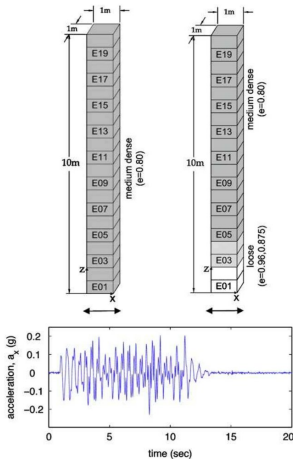 1m
1m
E19
E17
E15
E13
E11
E09
E07
E05
E03
E01
10m
z
x
medium dense
(e=0.80)
1m
1m
E19
E17
E15
E13
E11
E09
E07
E05
E03
E01
10m
z
x
medium dense
(e=0.80)
loose
(e=0.96,0.875)
acceleration, a_x (g)
0.2
0.1
0
-0.1
-0.2
0
5
10
15
20
time (sec)